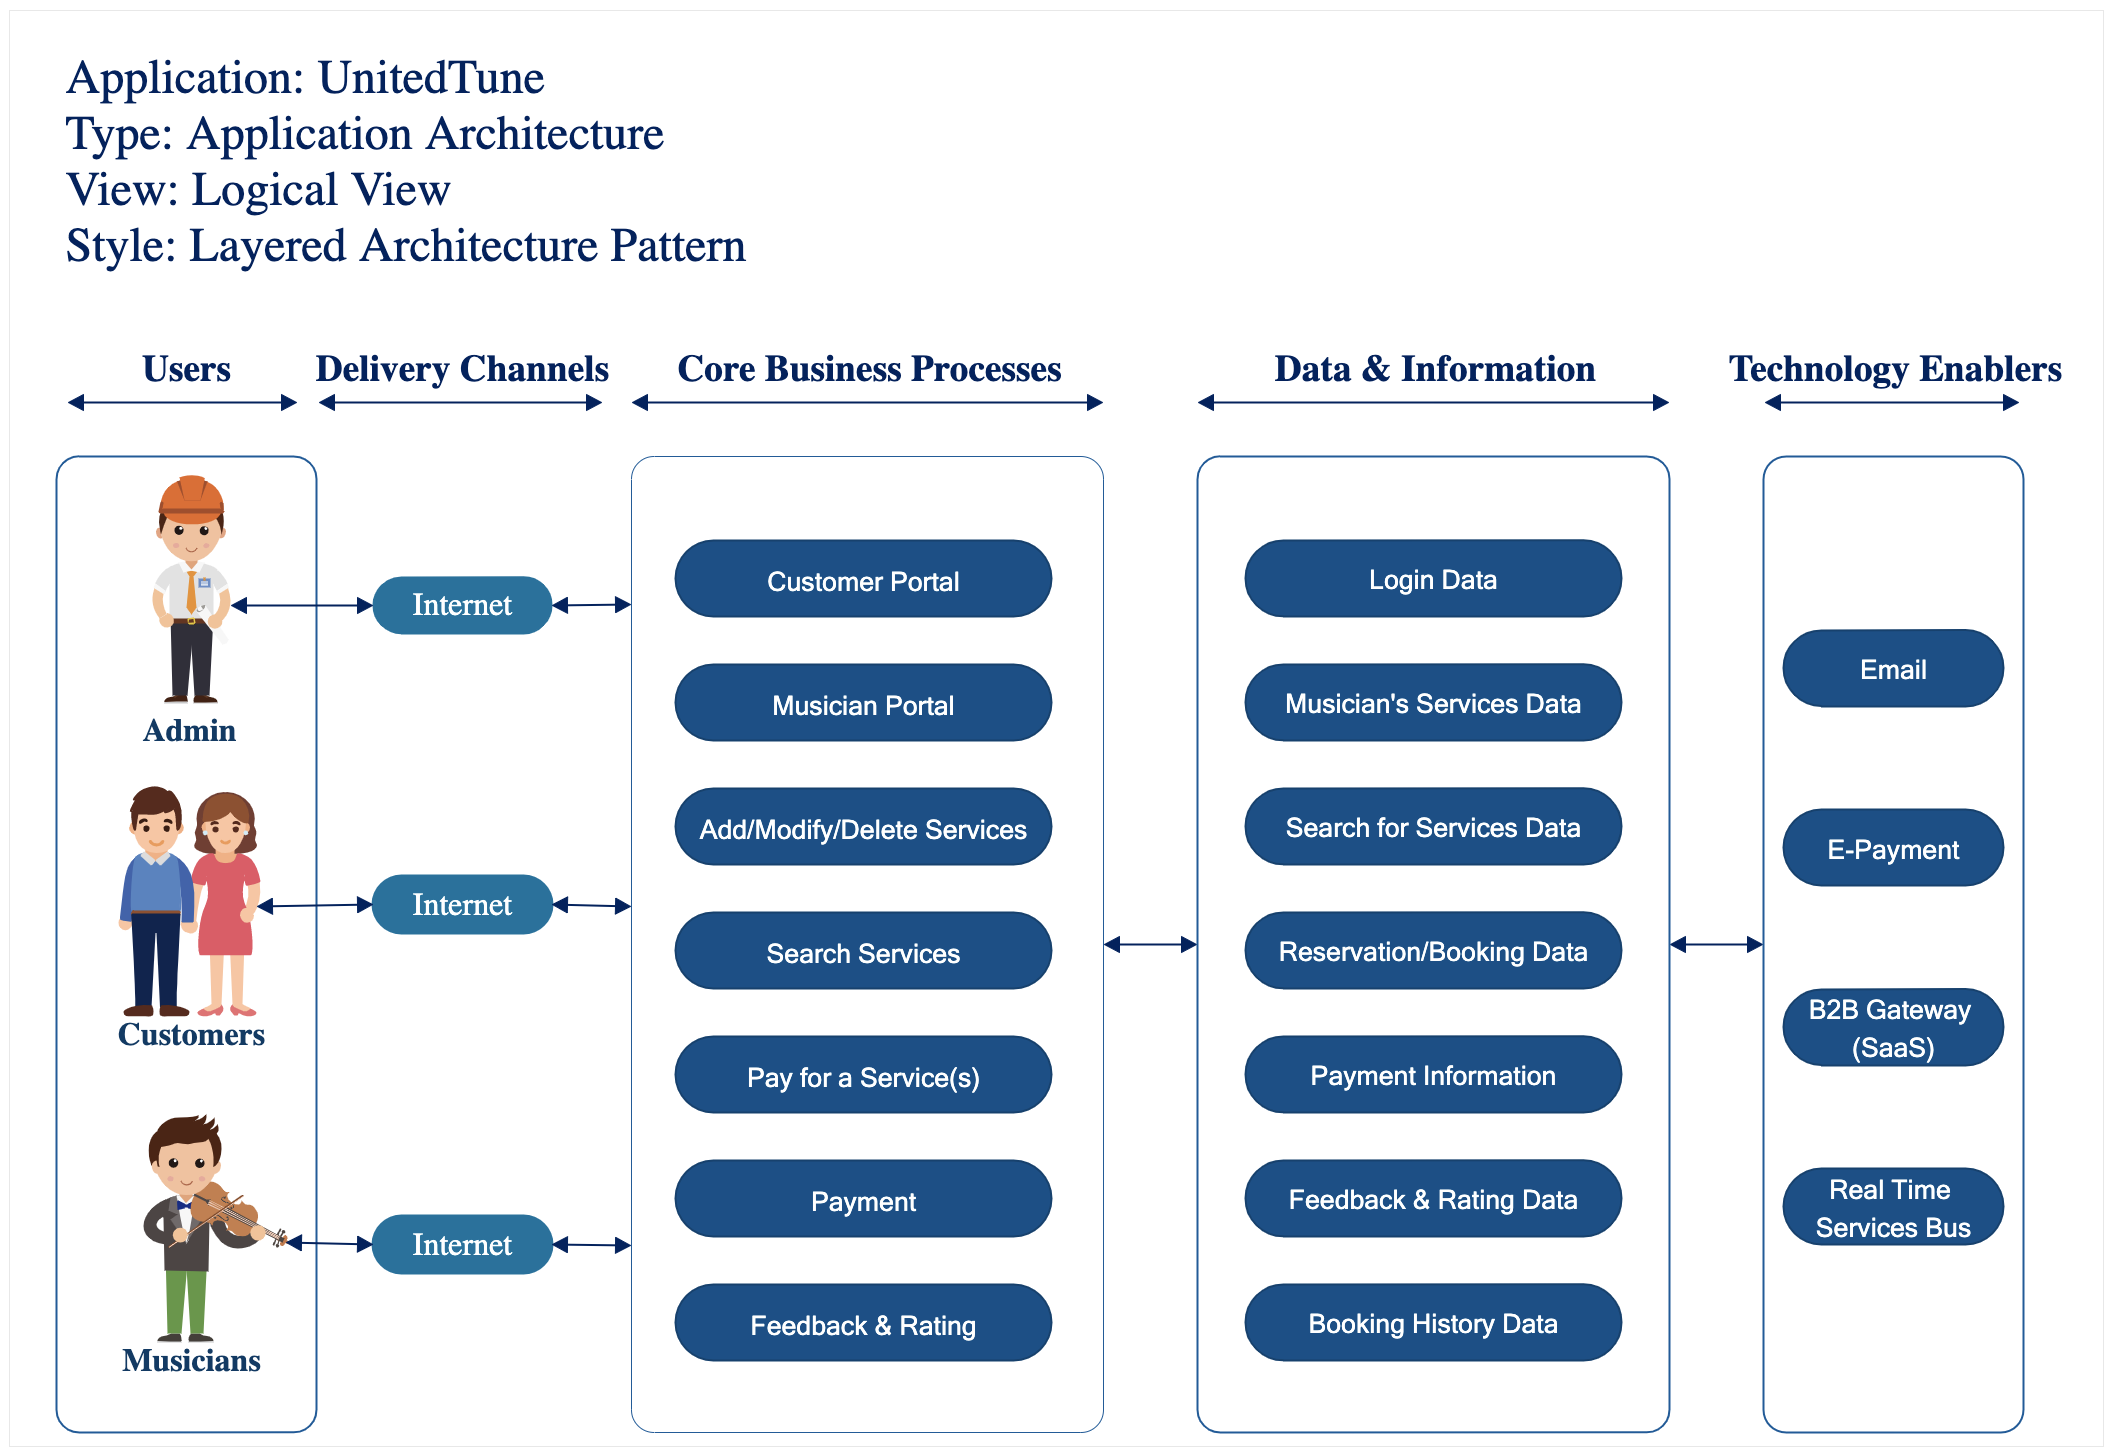 Application: UnitedTune
Type: Application Architecture
View: Logical View
Style: Layered Architecture Pattern
Users
Delivery Channels
Core Business Processes
Data & Information
Technology Enablers
Admin
Customers
Musicians
Internet
Internet
Internet
Customer Portal
Musician Portal
Add/Modify/Delete Services
Search Services
Pay for a Service(s)
Payment
Feedback & Rating
Login Data
Musician's Services Data
Search for Services Data
Reservation/Booking Data
Payment Information
Feedback & Rating Data
Booking History Data
Email
E-Payment
B2B Gateway
(SaaS)
Real Time
Services Bus